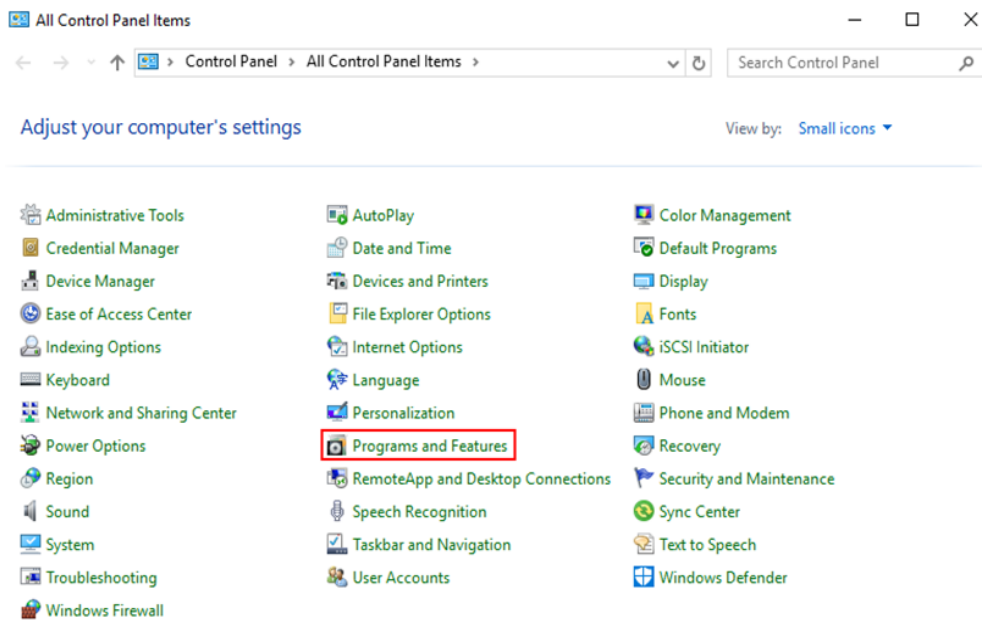 All Control Panel Items
Control Panel > All Control Panel Items >
Search Control Panel
Adjust your computer's settings
View by: Small icons
Administrative Tools
AutoPlay
Color Management
Credential Manager
Date and Time
Default Programs
Device Manager
Devices and Printers
Display
Ease of Access Center
File Explorer Options
Fonts
Indexing Options
Internet Options
iSCSI Initiator
Keyboard
Language
Mouse
Network and Sharing Center
Personalization
Phone and Modem
Power Options
Programs and Features
Recovery
Region
RemoteApp and Desktop Connections
Security and Maintenance
Sound
Speech Recognition
Sync Center
System
Taskbar and Navigation
Text to Speech
Troubleshooting
User Accounts
Windows Defender
Windows Firewall